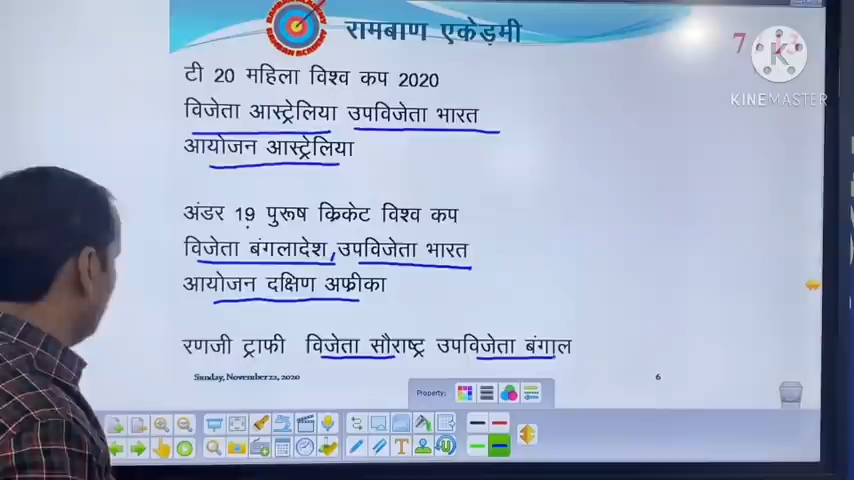 रामबाण एकेड़मी
KINEMASTER
टी 20 महिला विश्व कप 2020
विजेता आस्ट्रेलिया उपविजेता भारत
आयोजन आस्ट्रेलिया
अंडर 19 पुरूष क्रिकेट विश्व कप
विजेता बंगलादेश, उपविजेता भारत
आयोजन दक्षिण अफ्रीका
रणजी ट्राफी विजेता सौराष्ट्र उपविजेता बंगाल
Sunday, November 22, 2020
6
Property: